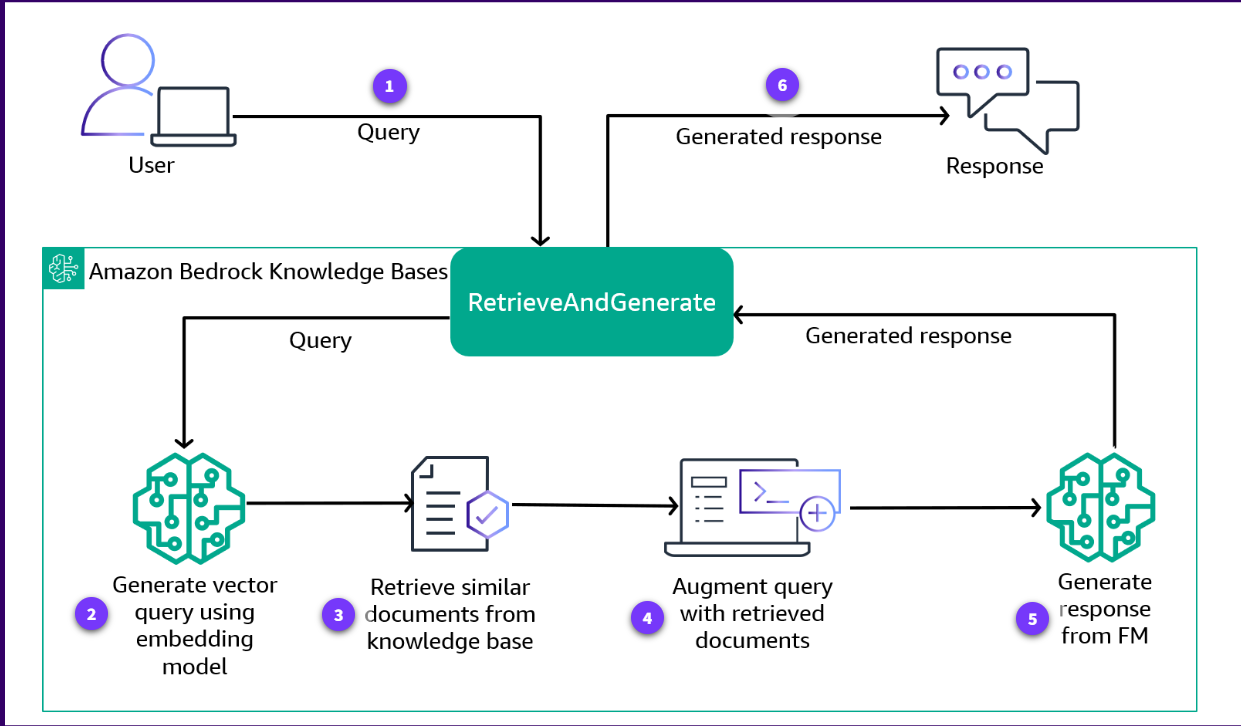 1
Query
User
6
Generated response
Response
Amazon Bedrock Knowledge Bases
RetrieveAndGenerate
Query
Generated response
2
Generate vector
query using
embedding
model
3
Retrieve similar
documents from
knowledge base
4
Augment query
with retrieved
documents
5
Generate
response
from FM